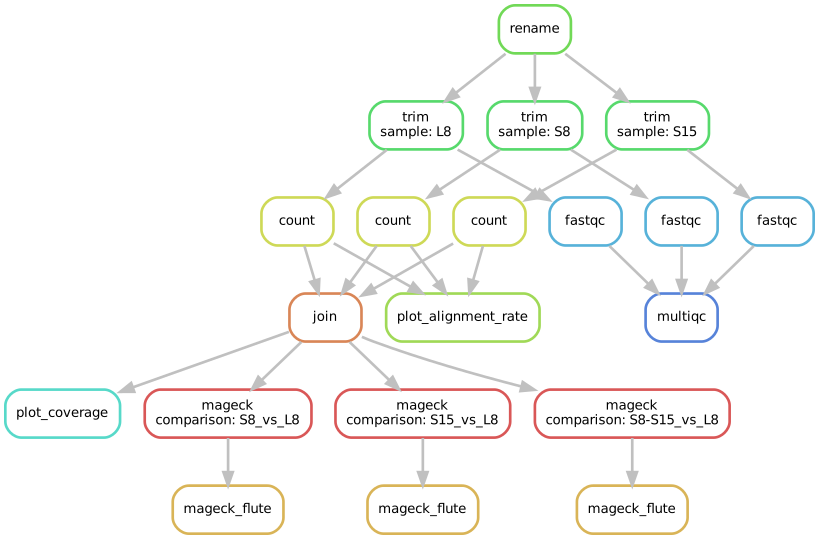 rename
trim
sample: L8
trim
sample: S8
trim
sample: S15
count
count
count
fastqc
fastqc
fastqc
join
plot_alignment_rate
multiqc
plot_coverage
mageck
comparison: S8_vs_L8
mageck
comparison: S15_vs_L8
mageck
comparison: S8-S15_vs_L8
mageck_flute
mageck_flute
mageck_flute